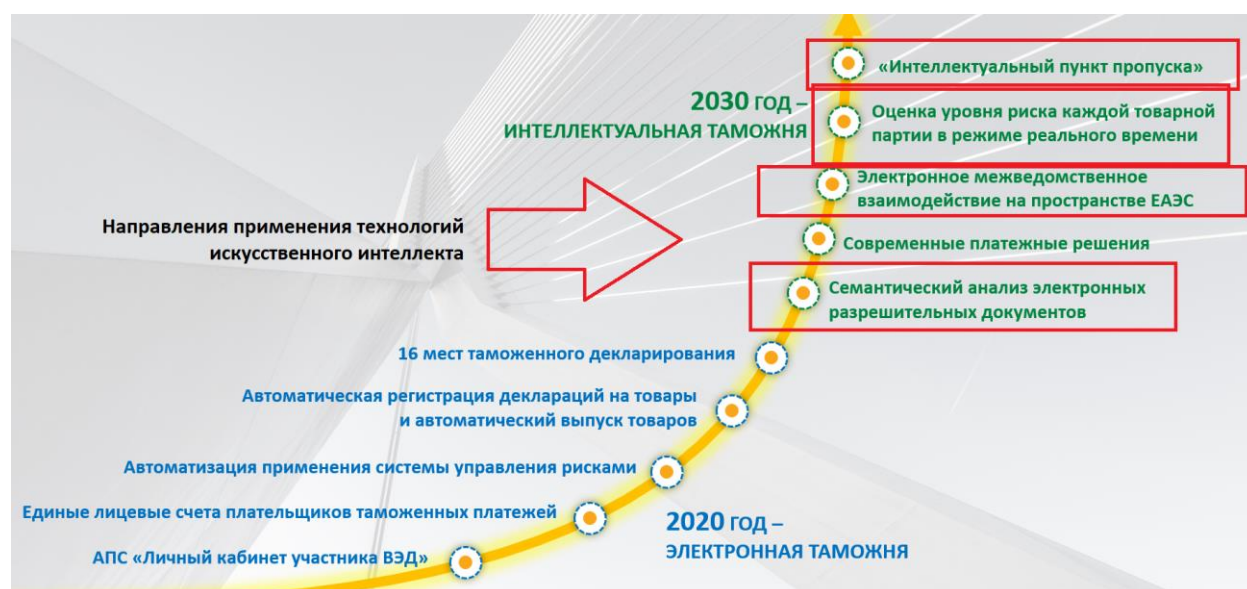 «Интеллектуальный пункт пропуска»
2030 ГОД –
ИНТЕЛЛЕКТУАЛЬНАЯ ТАМОЖНЯ
Оценка уровня риска каждой товарной
партии в режиме реального времени
Электронное межведомственное
взаимодействие на пространстве ЕАЭС
Направления применения технологий
искусственного интеллекта
Современные платежные решения
Семантический анализ электронных
разрешительных документов
16 мест таможенного декларирования
Автоматическая регистрация деклараций на товары
и автоматический выпуск товаров
Автоматизация применения системы управления рисками
Единые лицевые счета плательщиков таможенных платежей
2020 ГОД –
ЭЛЕКТРОННАЯ ТАМОЖНЯ
АПС «Личный кабинет участника ВЭД»